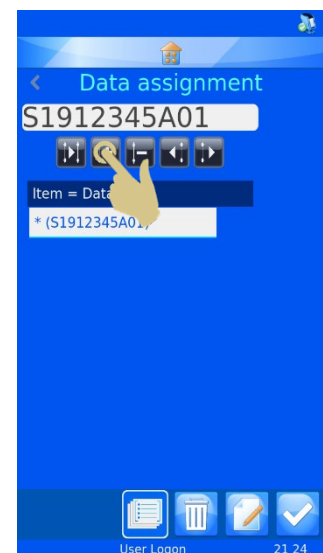 Data assignment
S1912345A01
Item = Data
* (S1912345A01)
User Logon 21 24